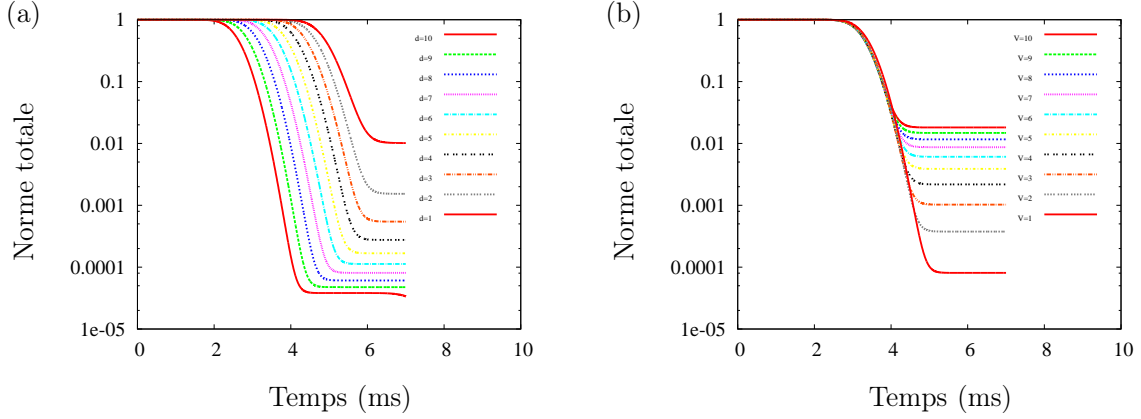 (a)
Norme totale
1
0.1
0.01
0.001
0.0001
1e-05
0
2
4
6
8
10
Temps (ms)
d=10
d=9
d=8
d=7
d=6
d=5
d=4
d=3
d=2
d=1
(b)
Norme totale
1
0.1
0.01
0.001
0.0001
1e-05
0
2
4
6
8
10
Temps (ms)
V=10
V=9
V=8
V=7
V=6
V=5
V=4
V=3
V=2
V=1